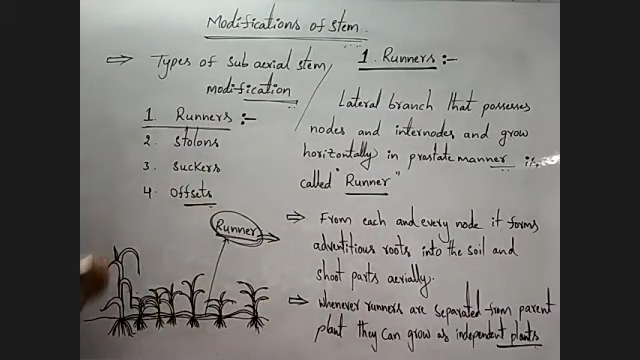 Modifications of stem.
⇒ Types of Sub aerial stem
modification
1. Runners :-
2. Stolons
3. Suckers
4. Offsets
1. Runners :-
Lateral branch that possesses
nodes and internodes and grow
horizontally in prostate manner is
called "Runner"
Runner
⇒ From each and every node it forms
adventitious roots into the soil and
shoot parts aerially.
⇒ Whenever runners are separated from parent
plant they can grow as independent plants